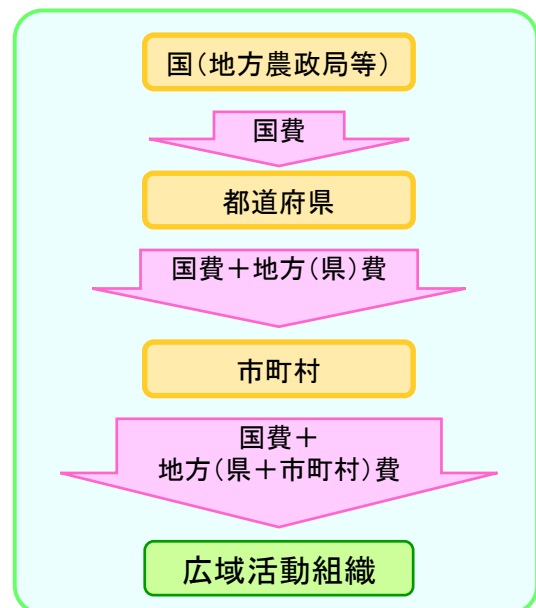 国（地方農政局等）
国費
都道府県
国費＋地方（県）費
市町村
国費＋
地方（県＋市町村）費
広域活動組織